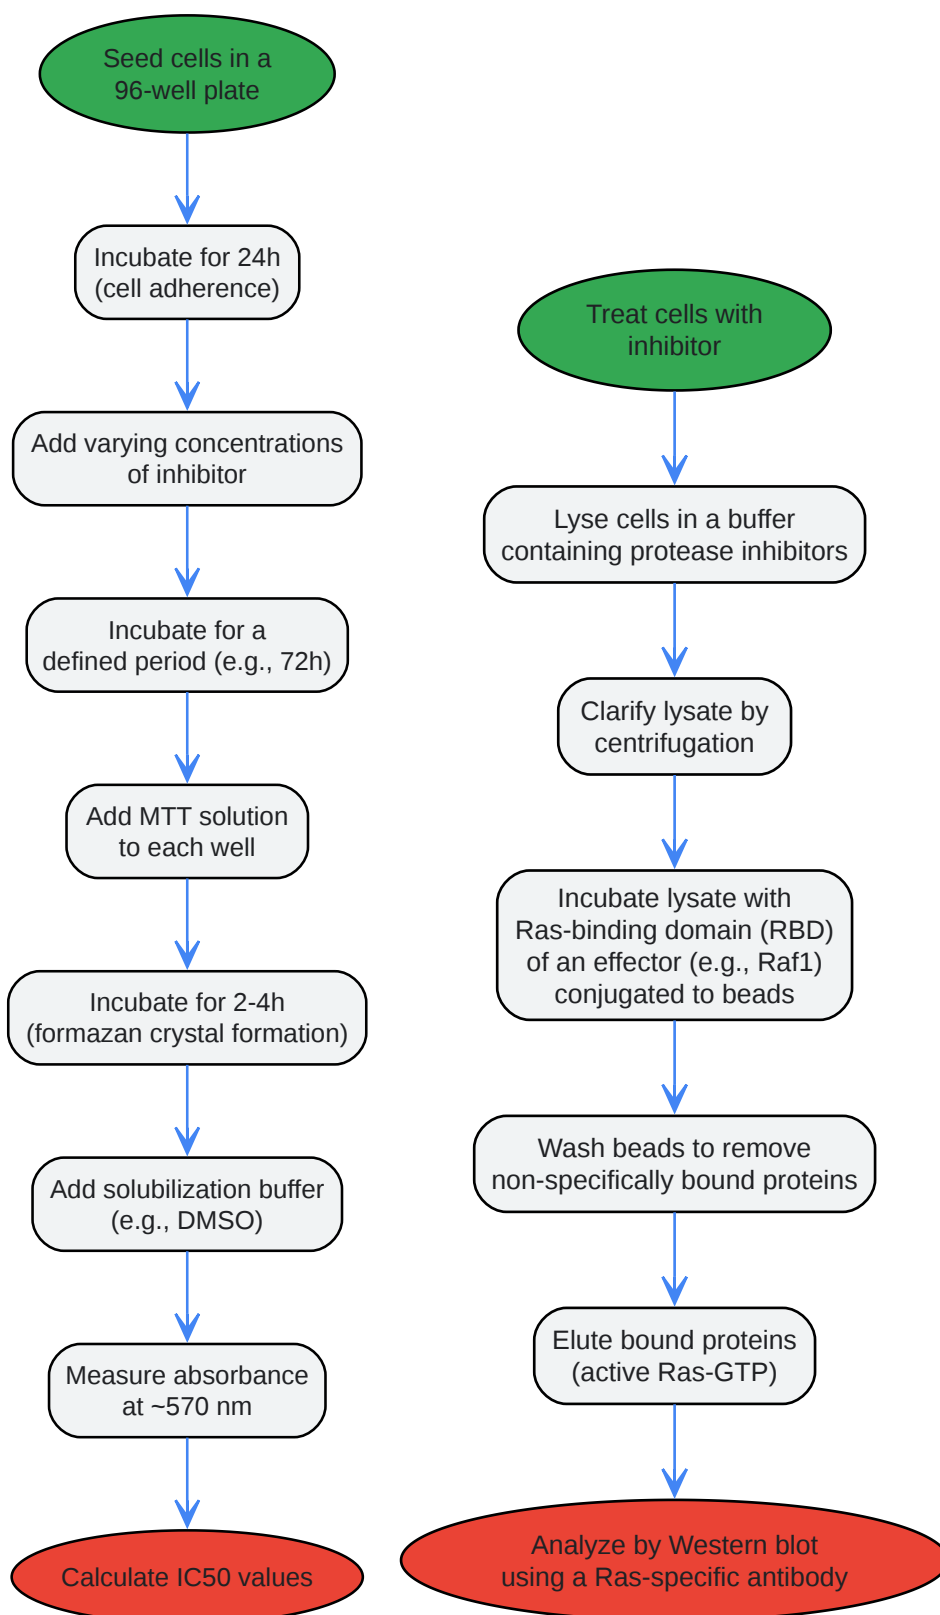 Seed cells in a
96-well plate
Incubate for 24h
(cell adherence)
Add varying concentrations
of inhibitor
Incubate for a
defined period (e.g., 72h)
Add MTT solution
to each well
Incubate for 2-4h
(formazan crystal formation)
Add solubilization buffer
(e.g., DMSO)
Measure absorbance
at ~570 nm
Calculate IC50 values
Treat cells with
inhibitor
Lyse cells in a buffer
containing protease inhibitors
Clarify lysate by
centrifugation
Incubate lysate with
Ras-binding domain (RBD)
of an effector (e.g., Raf1)
conjugated to beads
Wash beads to remove
non-specifically bound proteins
Elute bound proteins
(active Ras-GTP)
Analyze by Western blot
using a Ras-specific antibody